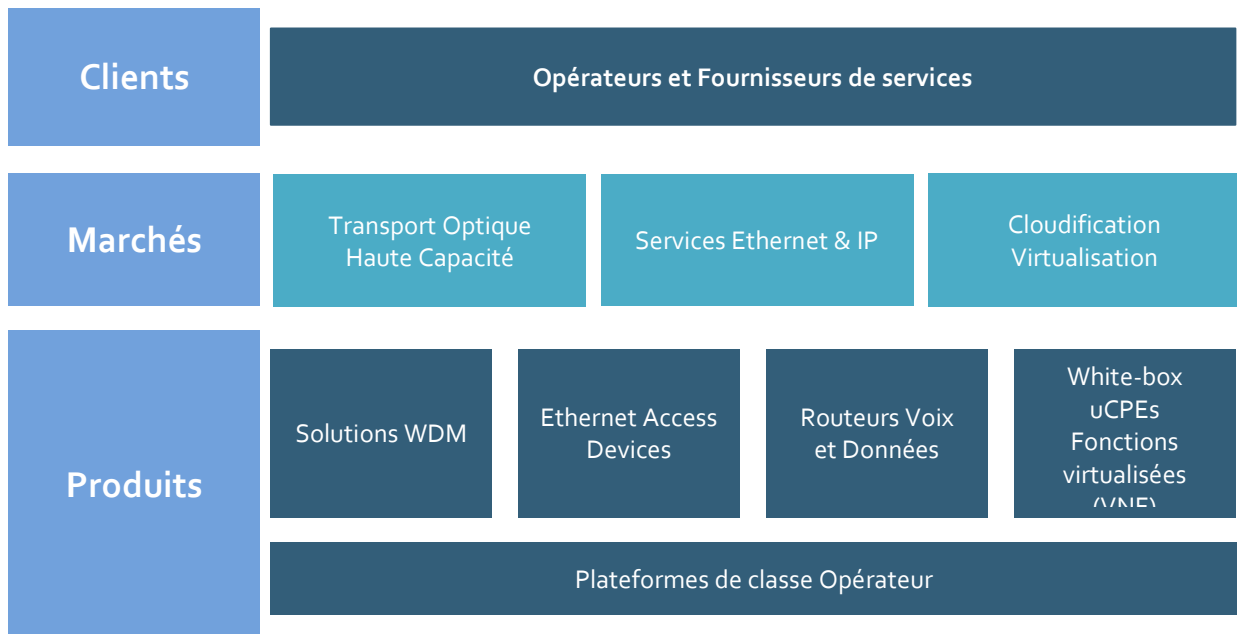 Clients
Opérateurs et Fournisseurs de services
Marchés
Transport Optique
Haute Capacité
Services Ethernet & IP
Cloudification
Virtualisation
Produits
Solutions WDM
Ethernet Access
Devices
Routeurs Voix
et Données
White-box
uCPEs
Fonctions
virtualisées
(VNF)
Plateformes de classe Opérateur